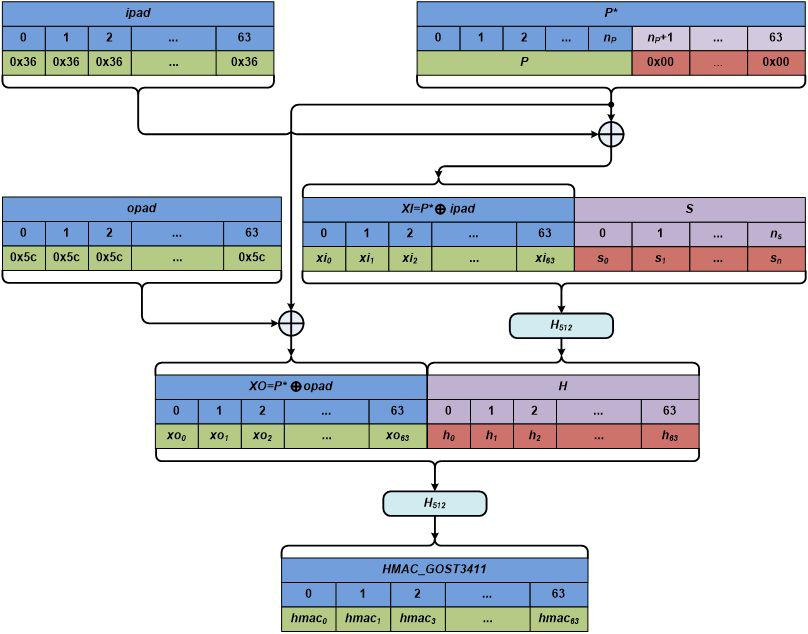 ipad
0 1 2 ... 63
0x36 0x36 0x36 ... 0x36
P*
0 1 2 ... nP nP+1 ... 63
P 0x00 ... 0x00
opad
0 1 2 ... 63
0x5c 0x5c 0x5c ... 0x5c
XI=P*⊕ ipad S
0 1 2 ... 63 0 1 ... ns
xi0 xi1 xi2 ... xi63 s0 s1 ... sn
H512
XO=P*⊕opad H
0 1 2 ... 63 0 1 2 ... 63
xo0 xo1 xo2 ... xo63 h0 h1 h2 ... h63
H512
HMAC_GOST3411
0 1 2 ... 63
hmac0 hmac1 hmac3 ... hmac63